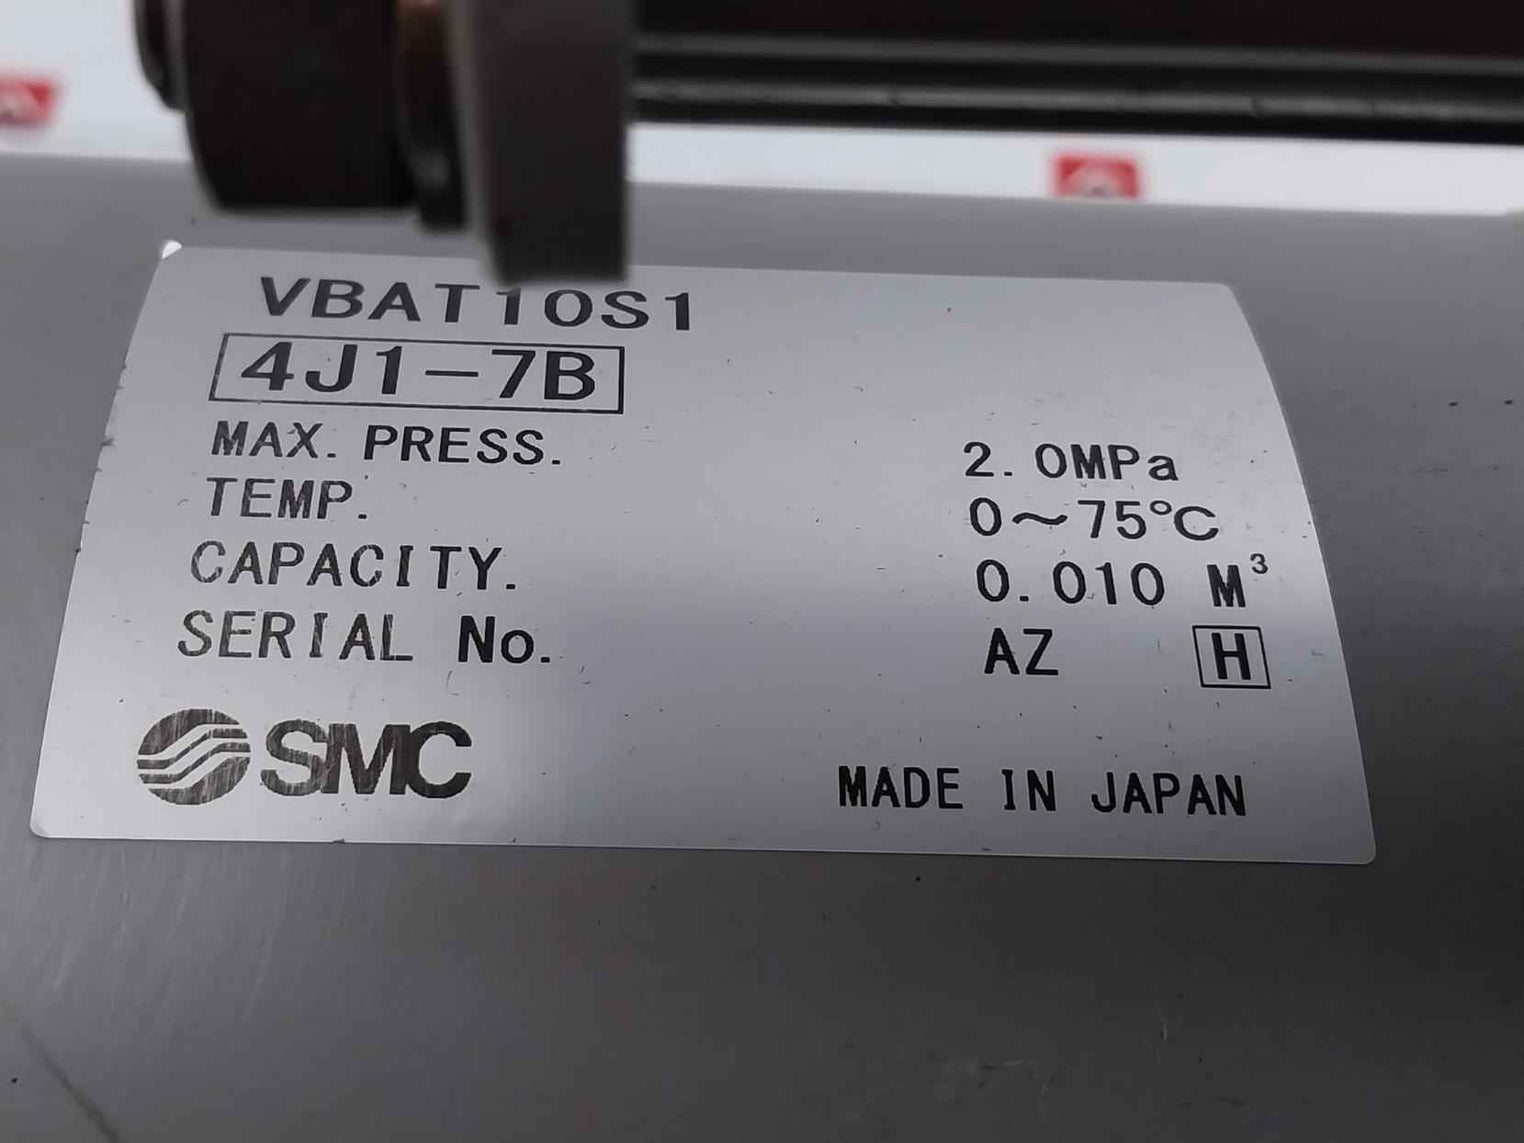 VBAT10S1
4J1-7B
MAX. PRESS. 2.0MPa
TEMP. 0～75℃
CAPACITY. 0.010 M³
SERIAL No. AZ H
SMC
MADE IN JAPAN